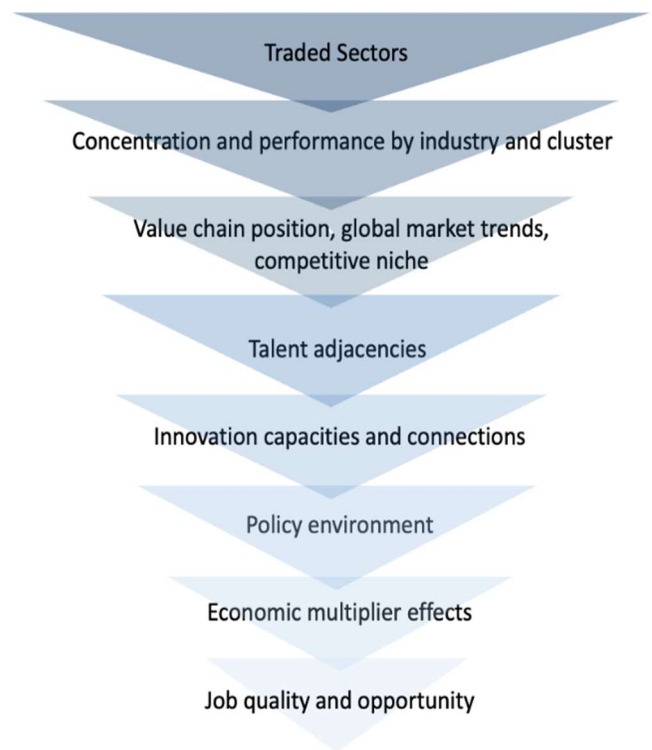 Traded Sectors
Concentration and performance by industry and cluster
Value chain position, global market trends,
competitive niche
Talent adjacencies
Innovation capacities and connections
Policy environment
Economic multiplier effects
Job quality and opportunity